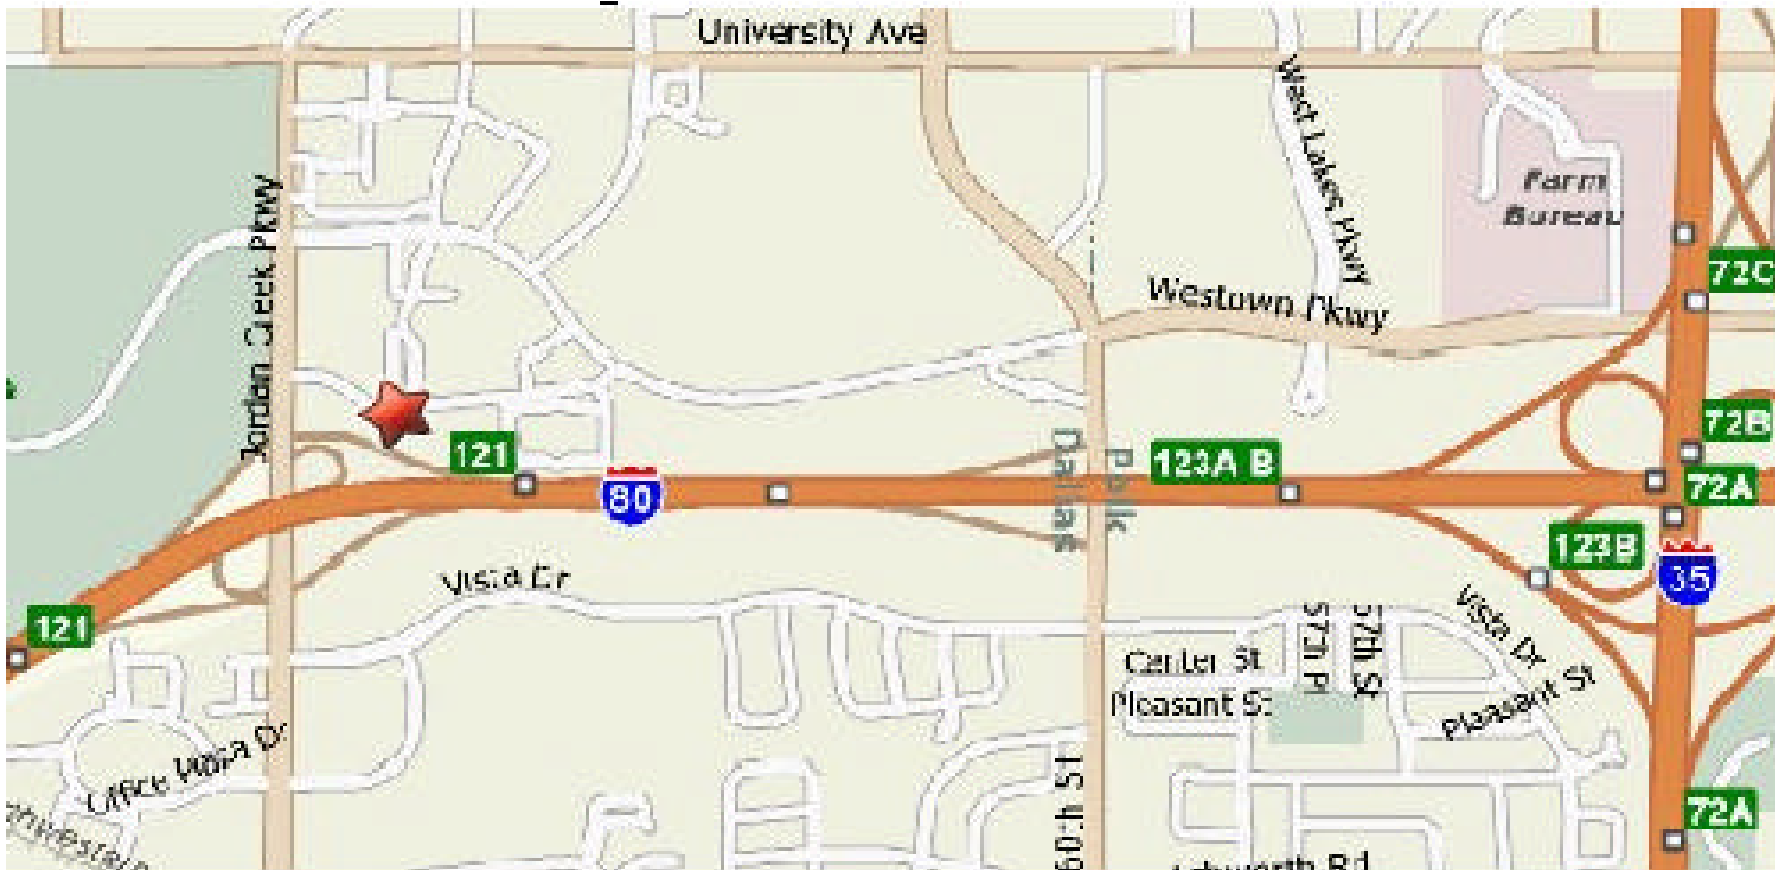 University Ave
West Lakes Pkwy
Farm
Bureau
72C
Jordan Creek Pkwy
Westown Pkwy
72B
121
80
Dallas
Polk
123A B
72A
123B
35
Vista Dr
121
Vista Dr
Center St
Pleasant St
S 57th Pl
57th St
Pleasant St
Office Plaza Dr
60th St
72A